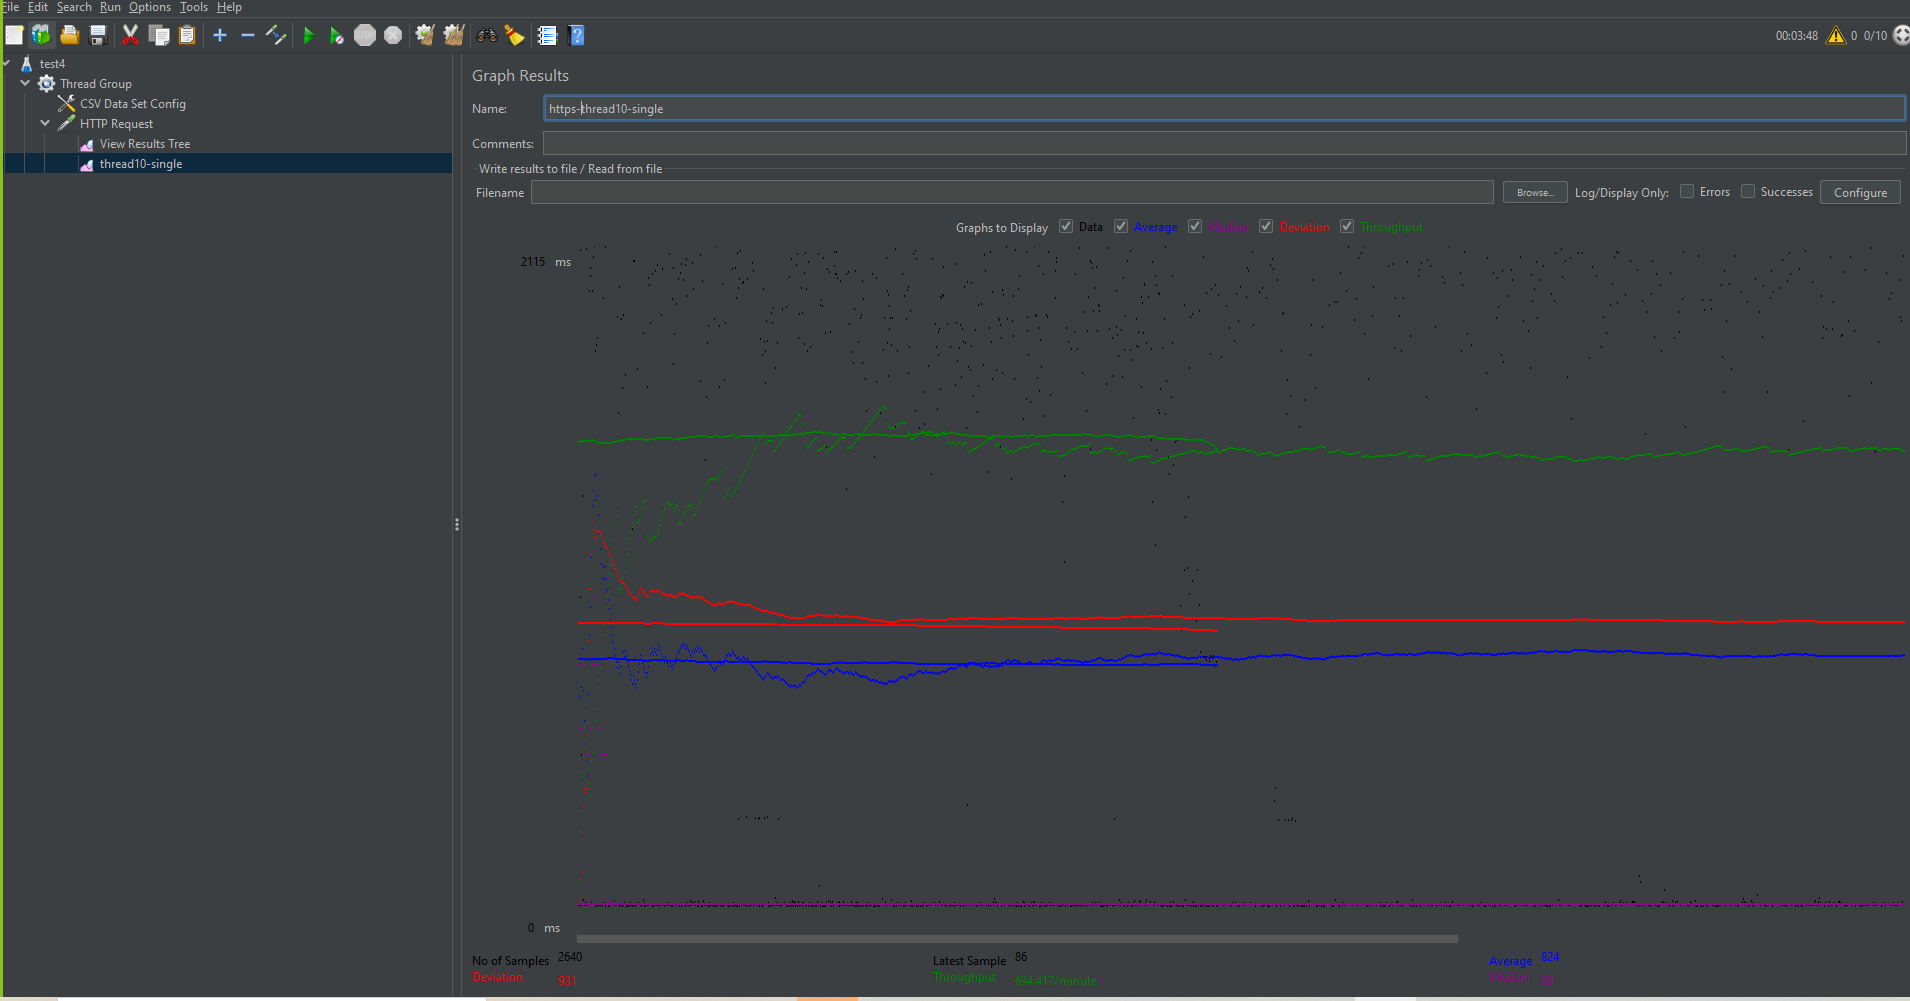 File Edit Search Run Options Tools Help
00:03:48 0 0/10
test4
Thread Group
CSV Data Set Config
HTTP Request
View Results Tree
thread10-single
Graph Results
Name: https-thread10-single
Comments:
Write results to file / Read from file
Filename Browse... Log/Display Only: Errors Successes Configure
Graphs to Display Data Average Median Deviation Throughput
2115 ms
0 ms
No of Samples 2640 Latest Sample 86 Average 824
Deviation 931 Throughput 694.417/minute Median 89